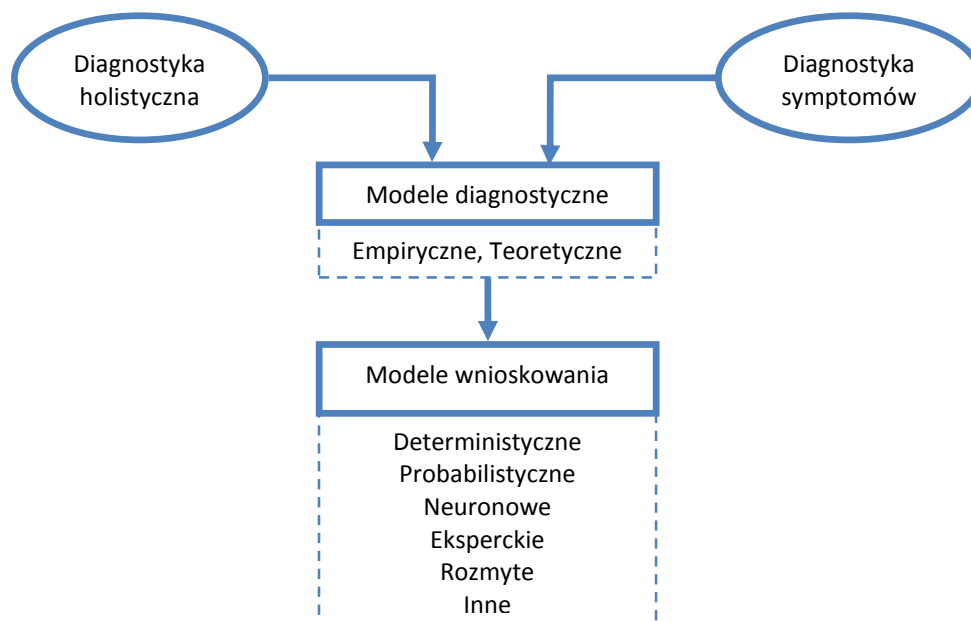 Diagnostyka
holistyczna
Diagnostyka
symptomów
Modele diagnostyczne
Empiryczne, Teoretyczne
Modele wnioskowania
Deterministyczne
Probabilistyczne
Neuronowe
Eksperckie
Rozmyte
Inne